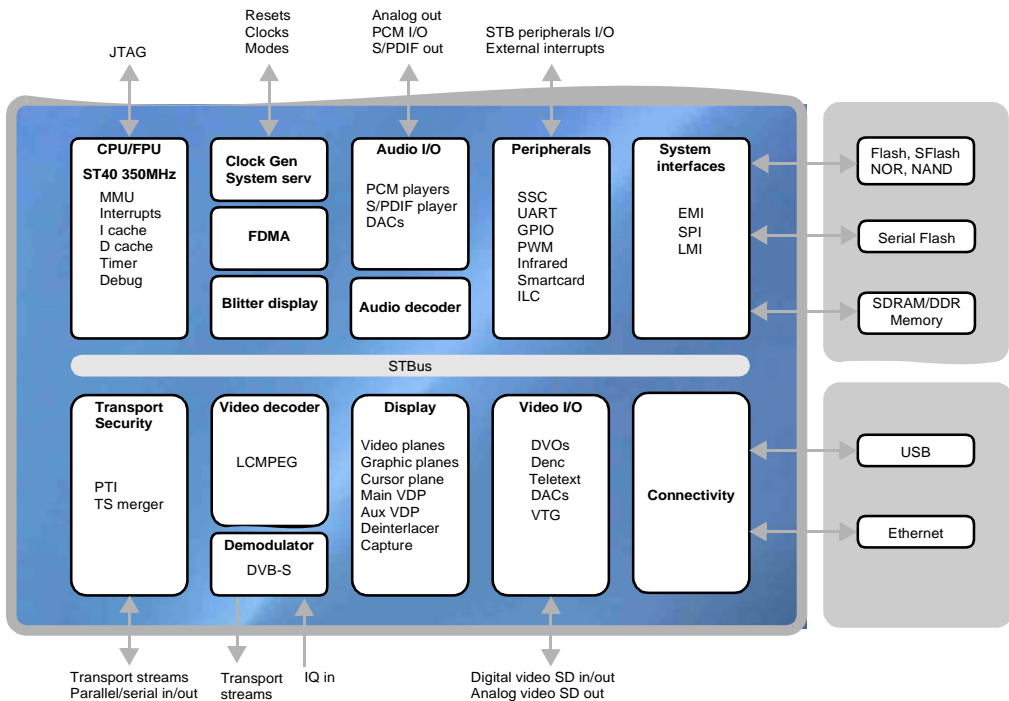 Resets
Clocks
Modes
Analog out
PCM I/O
S/PDIF out
STB peripherals I/O
External interrupts
JTAG
CPU/FPU
ST40 350MHz
MMU
Interrupts
I cache
D cache
Timer
Debug
Clock Gen
System serv
FDMA
Blitter display
Audio I/O
PCM players
S/PDIF player
DACs
Audio decoder
Peripherals
SSC
UART
GPIO
PWM
Infrared
Smartcard
ILC
System
interfaces
EMI
SPI
LMI
Flash, SFlash
NOR, NAND
Serial Flash
SDRAM/DDR
Memory
STBus
Transport
Security
PTI
TS merger
Video decoder
LCMPEG
Demodulator
DVB-S
Display
Video planes
Graphic planes
Cursor plane
Main VDP
Aux VDP
Deinterlacer
Capture
Video I/O
DVOs
Denc
Teletext
DACs
VTG
Connectivity
USB
Ethernet
Transport streams
Parallel/serial in/out
Transport
streams
IQ in
Digital video SD in/out
Analog video SD out